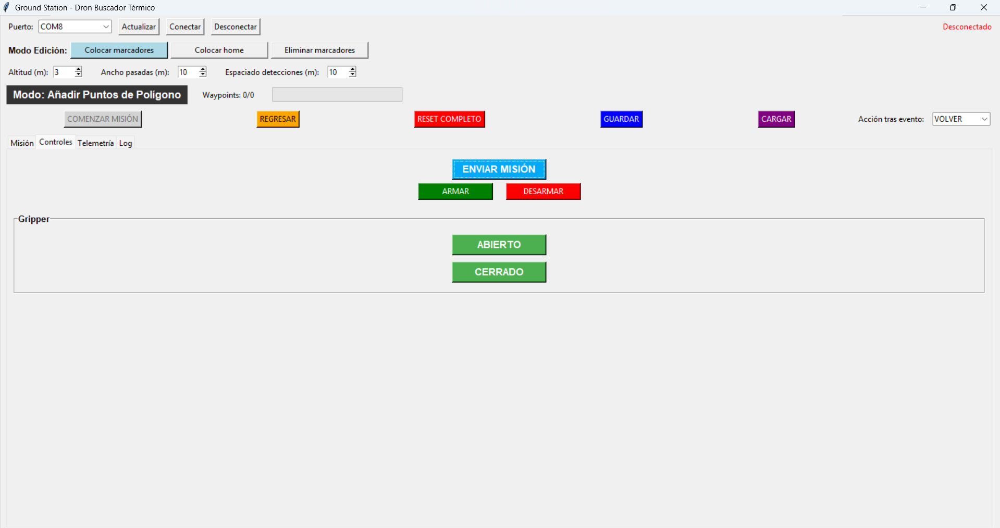 Ground Station - Dron Buscador Térmico
Puerto: COM8 Actualizar Conectar Desconectar Desconectado
Modo Edición: Colocar marcadores Colocar home Eliminar marcadores
Altitud (m): 3 Ancho pasadas (m): 10 Espaciado detecciones (m): 10
Modo: Añadir Puntos de Polígono Waypoints: 0/0
COMENZAR MISIÓN REGRESAR RESET COMPLETO GUARDAR CARGAR Acción tras evento: VOLVER
Misión Controles Telemetría Log
ENVIAR MISIÓN
ARMAR DESARMAR
Gripper
ABIERTO
CERRADO